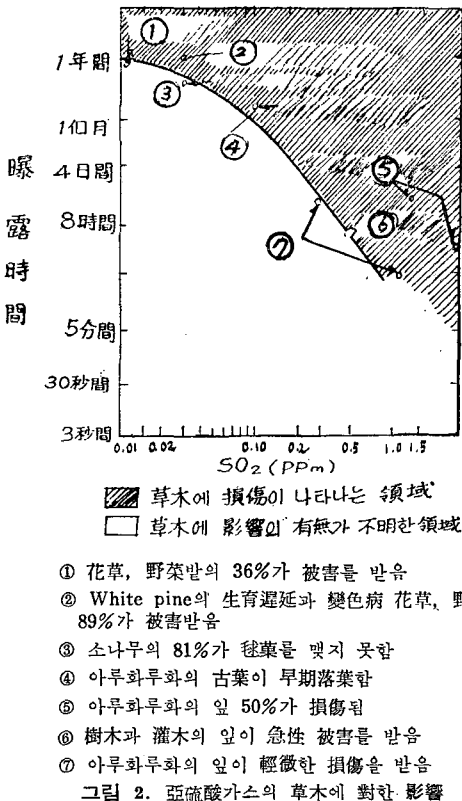 ①
②
③
④
⑤
⑥
⑦
1年間
1個月
4日間
8時間
5分間
30秒間
3秒間
曝露時間
0.01 0.02 0.10 0.2 0.5 1.0 1.5
SO₂ (PPm)
草木에 損傷이 나타나는 領域
草木에 影響의 有無가 不明한 領域
① 花草, 野菜밭의 36%가 被害를 받음
② White pine의 生育遲延과 變色病 花草, 野
89%가 被害받음
③ 소나무의 81%가 毬菓를 맺지 못함
④ 아루화루화의 古葉이 早期落葉함
⑤ 아루화루화의 잎 50%가 損傷됨
⑥ 樹木과 灌木의 잎이 急性 被害를 받음
⑦ 아루화루화의 잎이 輕微한 損傷을 받음
그림 2. 亞硫酸가스의 草木에 對한 影響